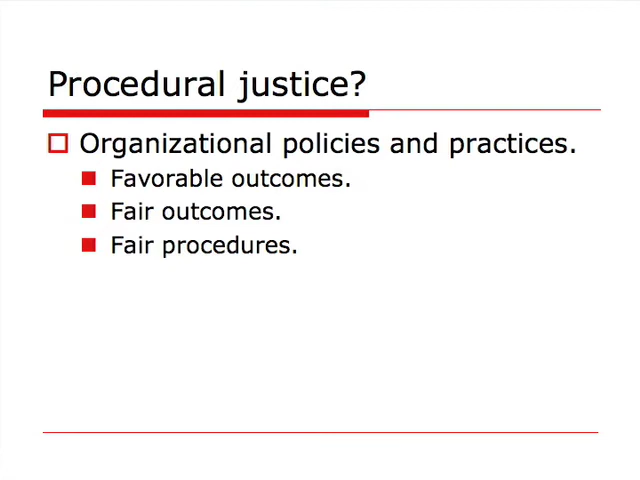 Procedural justice?
Organizational policies and practices.
Favorable outcomes.
Fair outcomes.
Fair procedures.